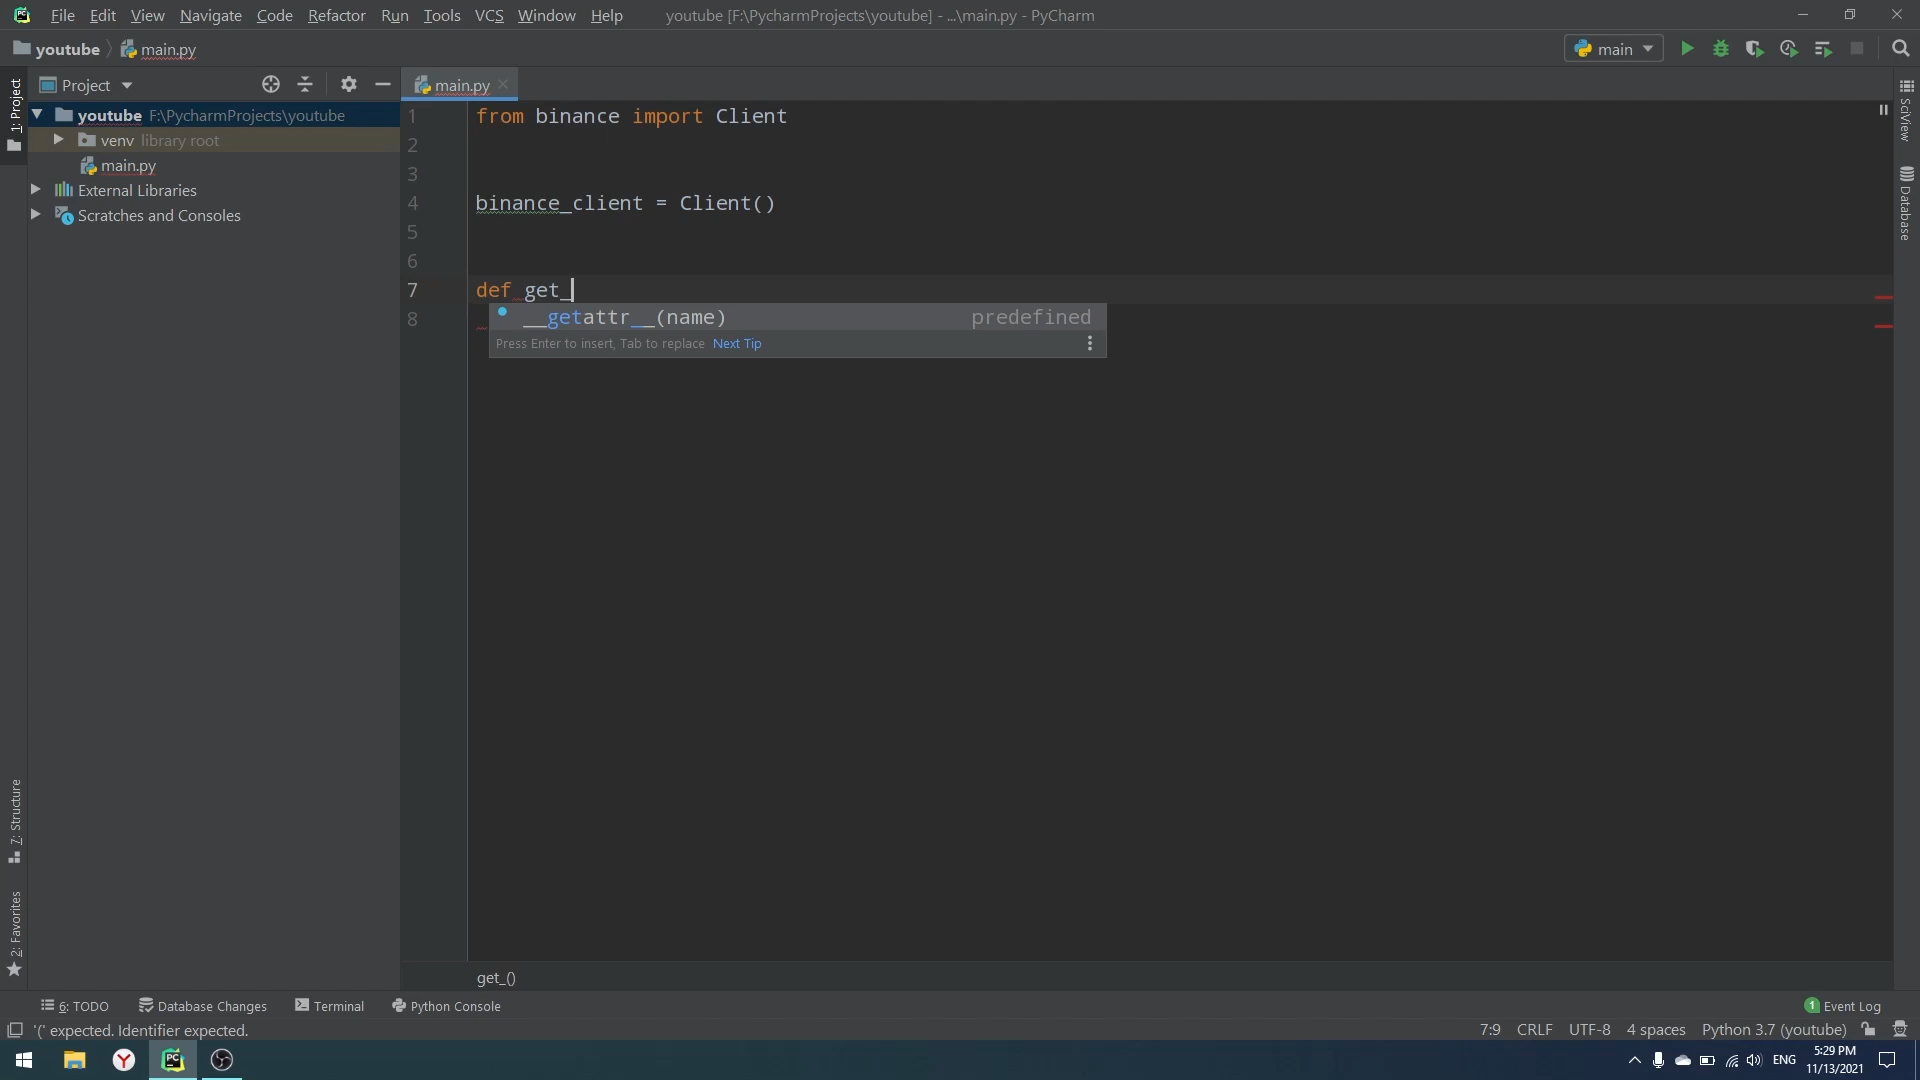 File Edit View Navigate Code Refactor Run Tools VCS Window Help youtube [F:\PycharmProjects\youtube] - ...\main.py - PyCharm
youtube main.py main
Project main.py
1: Project
youtube F:\PycharmProjects\youtube
venv library root
main.py
External Libraries
Scratches and Consoles
1 from binance import Client
2
3
4 binance_client = Client()
5
6
7 def get_
8
__getattr__(name) predefined
Press Enter to insert, Tab to replace Next Tip
SciView
Database
7: Structure
2: Favorites
get_()
6: TODO Database Changes Terminal Python Console 1 Event Log
'(' expected. Identifier expected. 7:9 CRLF UTF-8 4 spaces Python 3.7 (youtube)
PC Y PC ENG 5:29 PM
11/13/2021